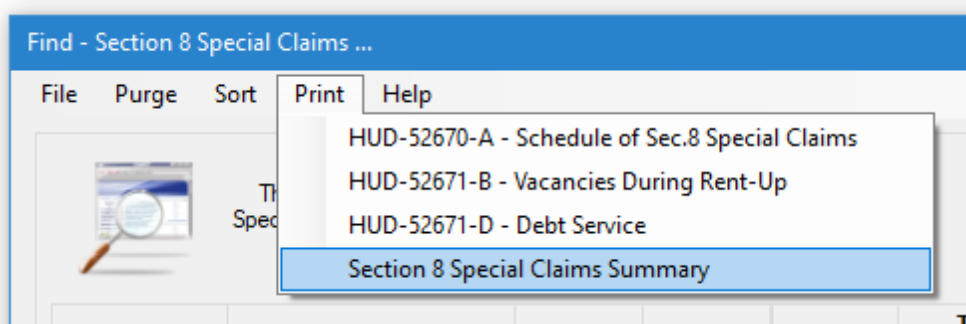 Find - Section 8 Special Claims ...
File Purge Sort Print Help
HUD-52670-A - Schedule of Sec.8 Special Claims
HUD-52671-B - Vacancies During Rent-Up
HUD-52671-D - Debt Service
Section 8 Special Claims Summary